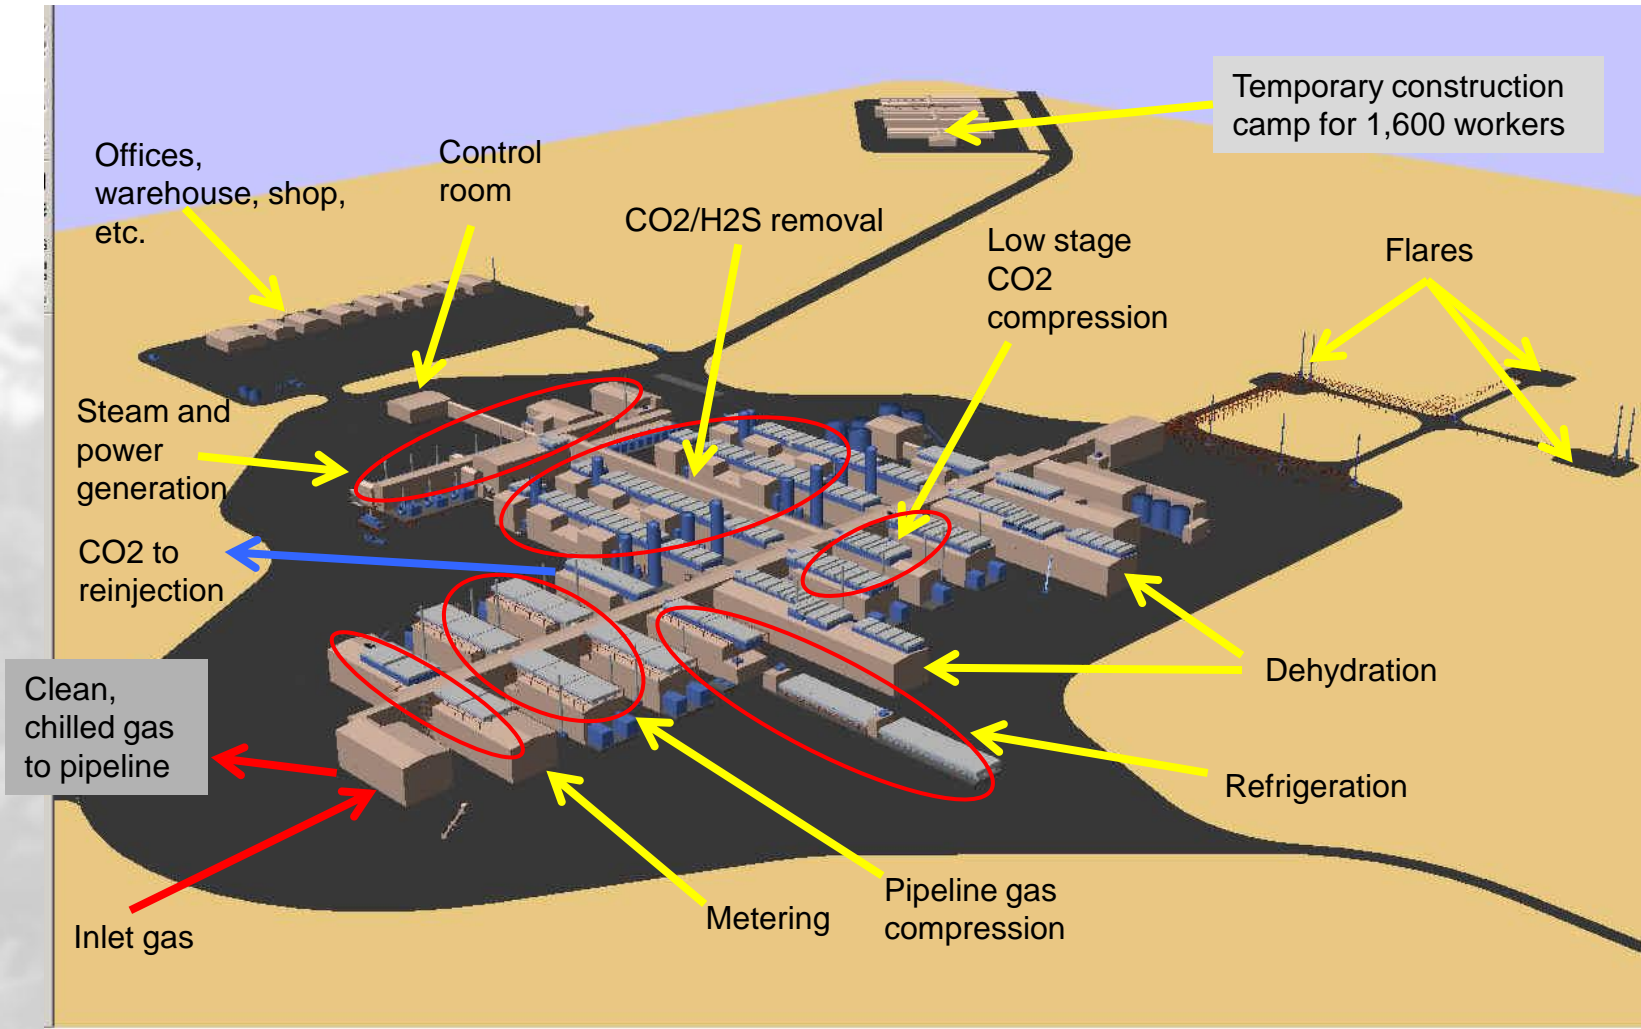 Temporary construction
camp for 1,600 workers
Offices,
warehouse, shop,
etc.
Control
room
CO2/H2S removal
Low stage
CO2
compression
Flares
Steam and
power
generation
CO2 to
reinjection
Clean,
chilled gas
to pipeline
Dehydration
Refrigeration
Pipeline gas
compression
Metering
Inlet gas